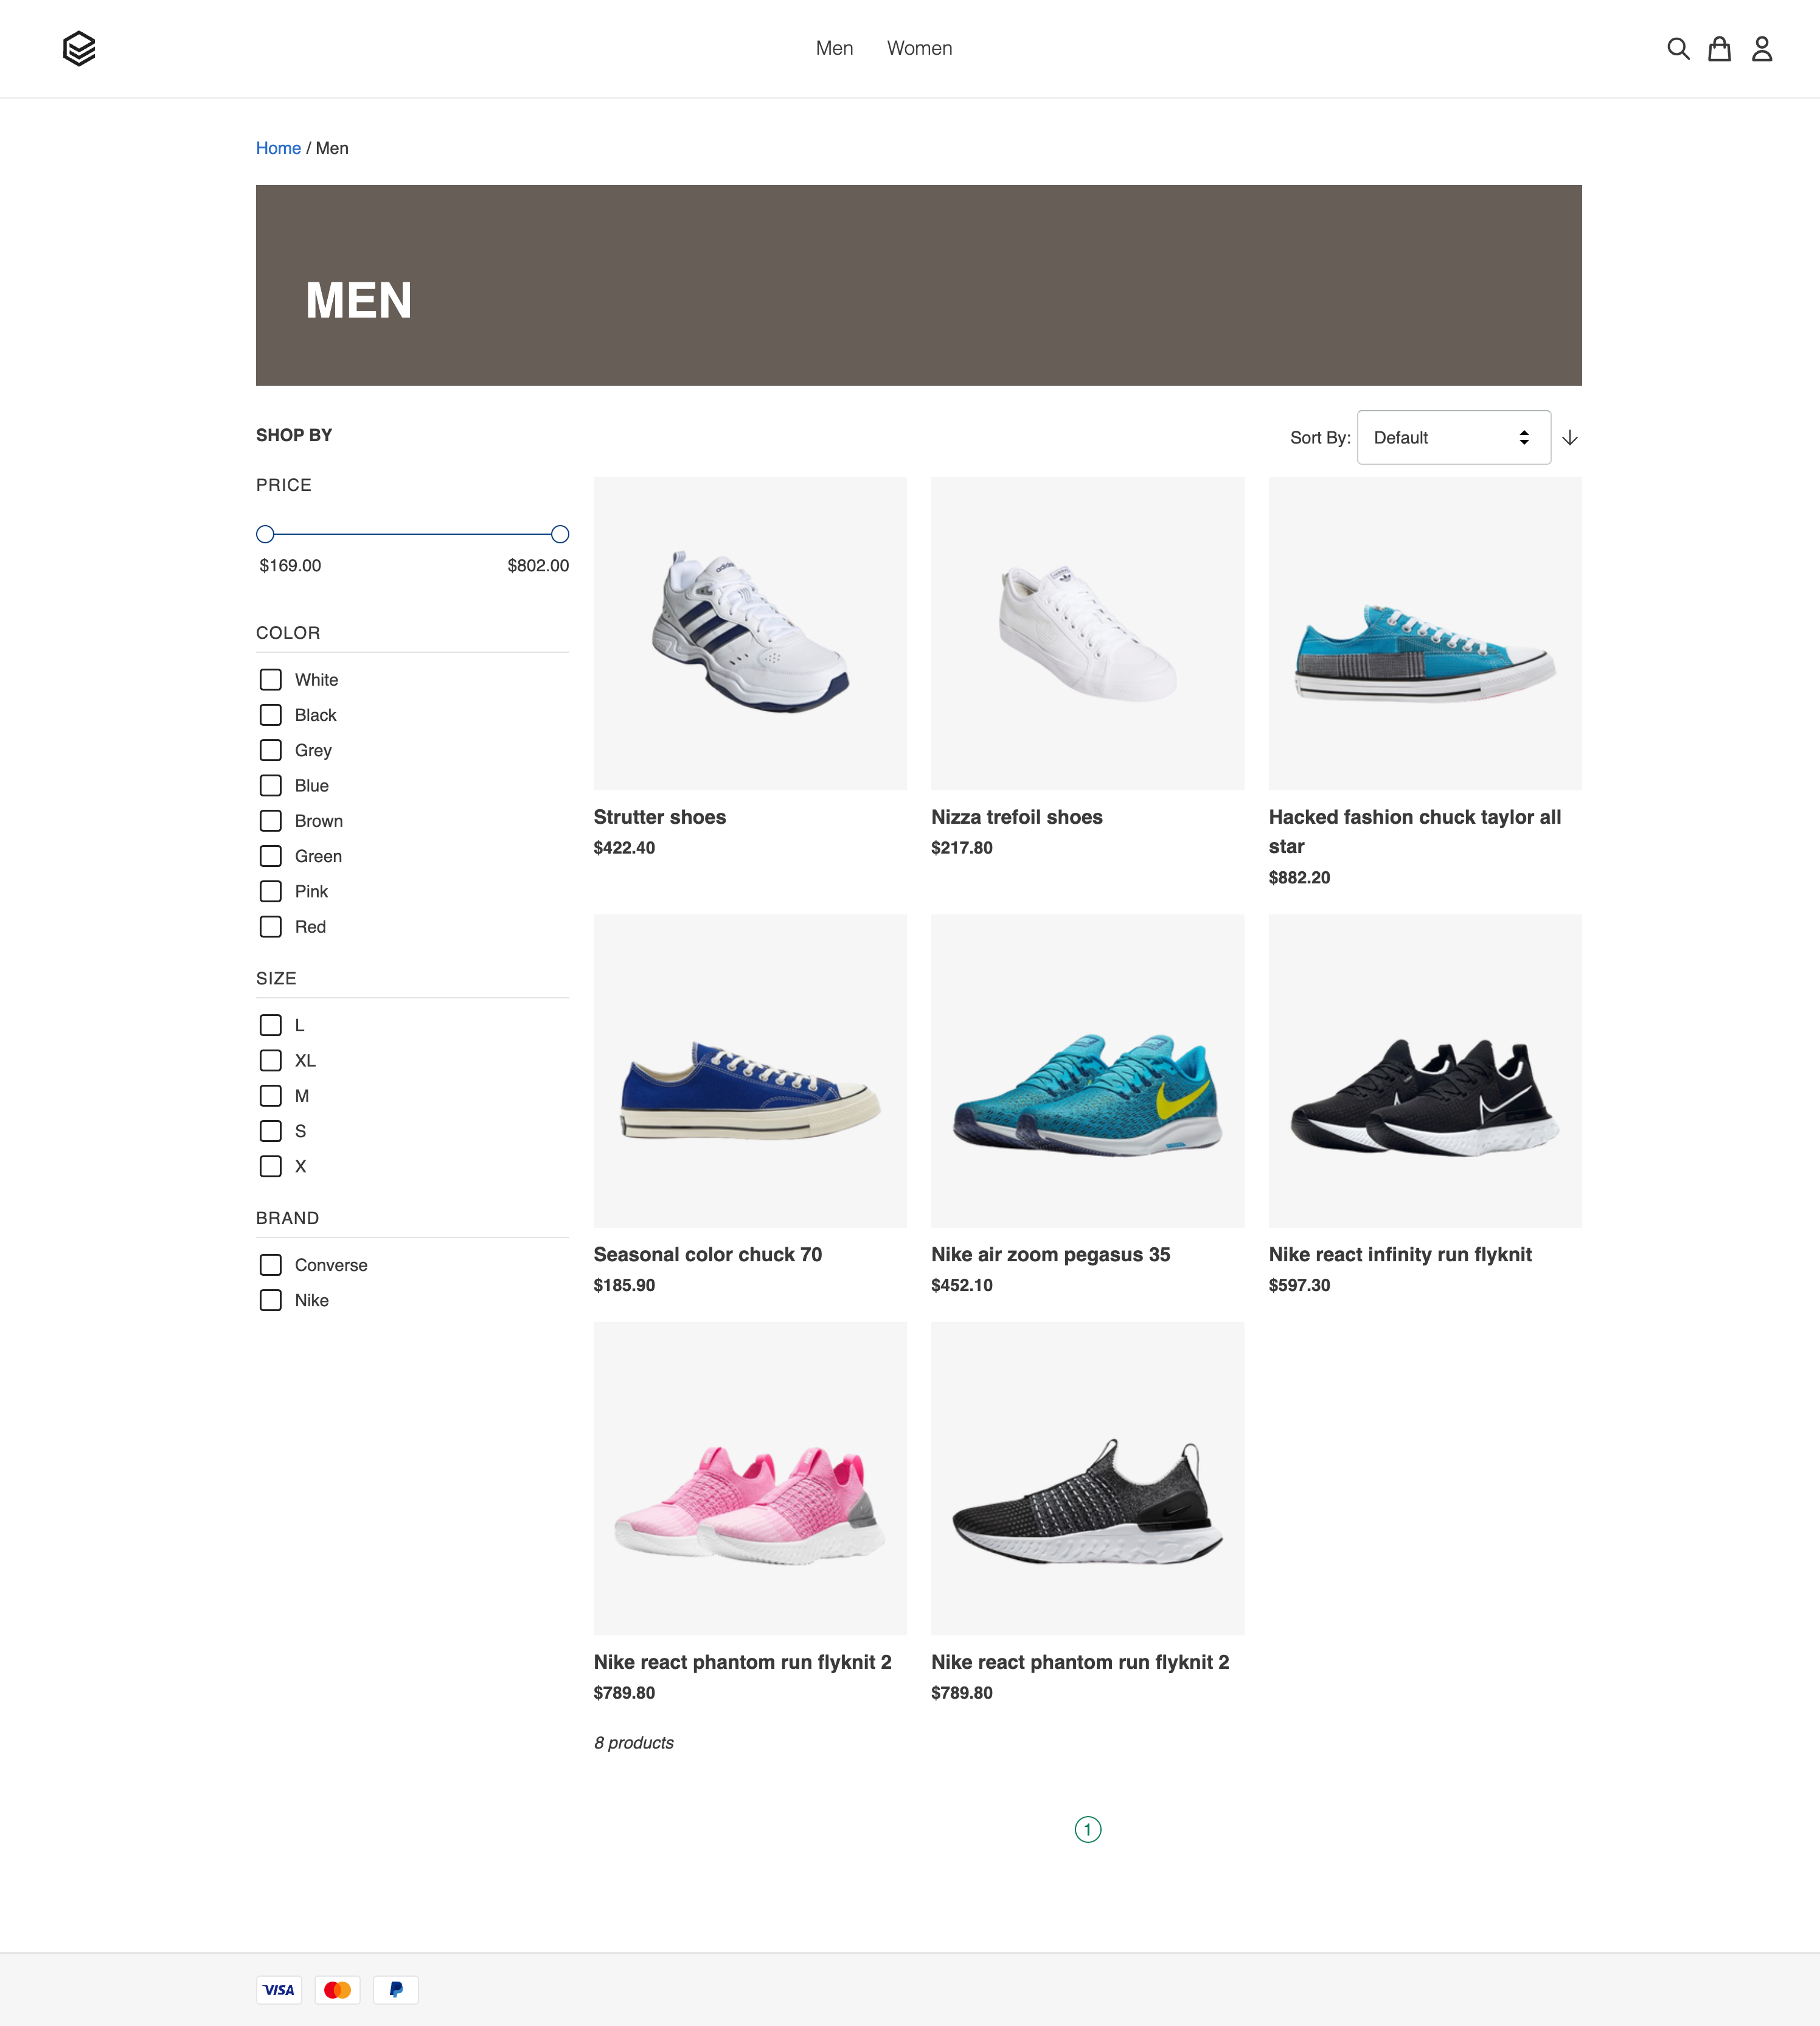 Men Women
Home / Men
MEN
SHOP BY
Sort By: Default
PRICE
$169.00 $802.00
COLOR
White
Black
Grey
Blue
Brown
Green
Pink
Red
SIZE
L
XL
M
S
X
BRAND
Converse
Nike
adidas
Strutter shoes
$422.40
Nizza trefoil shoes
$217.80
Hacked fashion chuck taylor all
star
$882.20
Seasonal color chuck 70
$185.90
Nike air zoom pegasus 35
$452.10
Nike react infinity run flyknit
$597.30
Nike react phantom run flyknit 2
$789.80
Nike react phantom run flyknit 2
$789.80
8 products
1
VISA